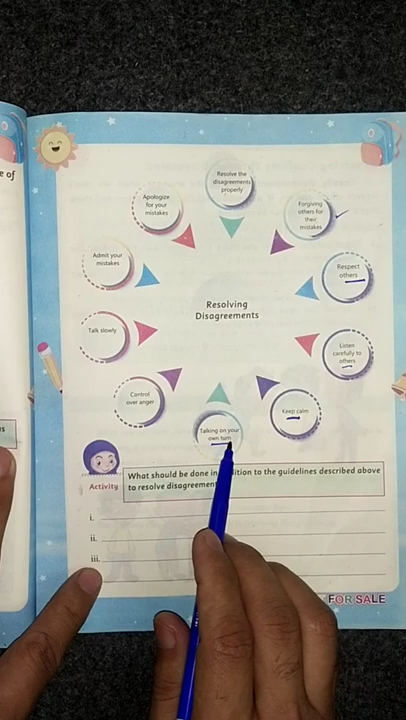 e of
Resolve the
disagreements
properly
Apologize
for your
mistakes
Forgiving
others for
their
mistakes
Admit your
mistakes
Respect
others
Resolving
Disagreements
Talk slowly
Listen
carefully to
others
Control
over anger
Keep calm
Talking on your
own turn
Activity
What should be done in dition to the guidelines described above
to resolve disagreemen
i.
ii.
iii.
FOR SALE